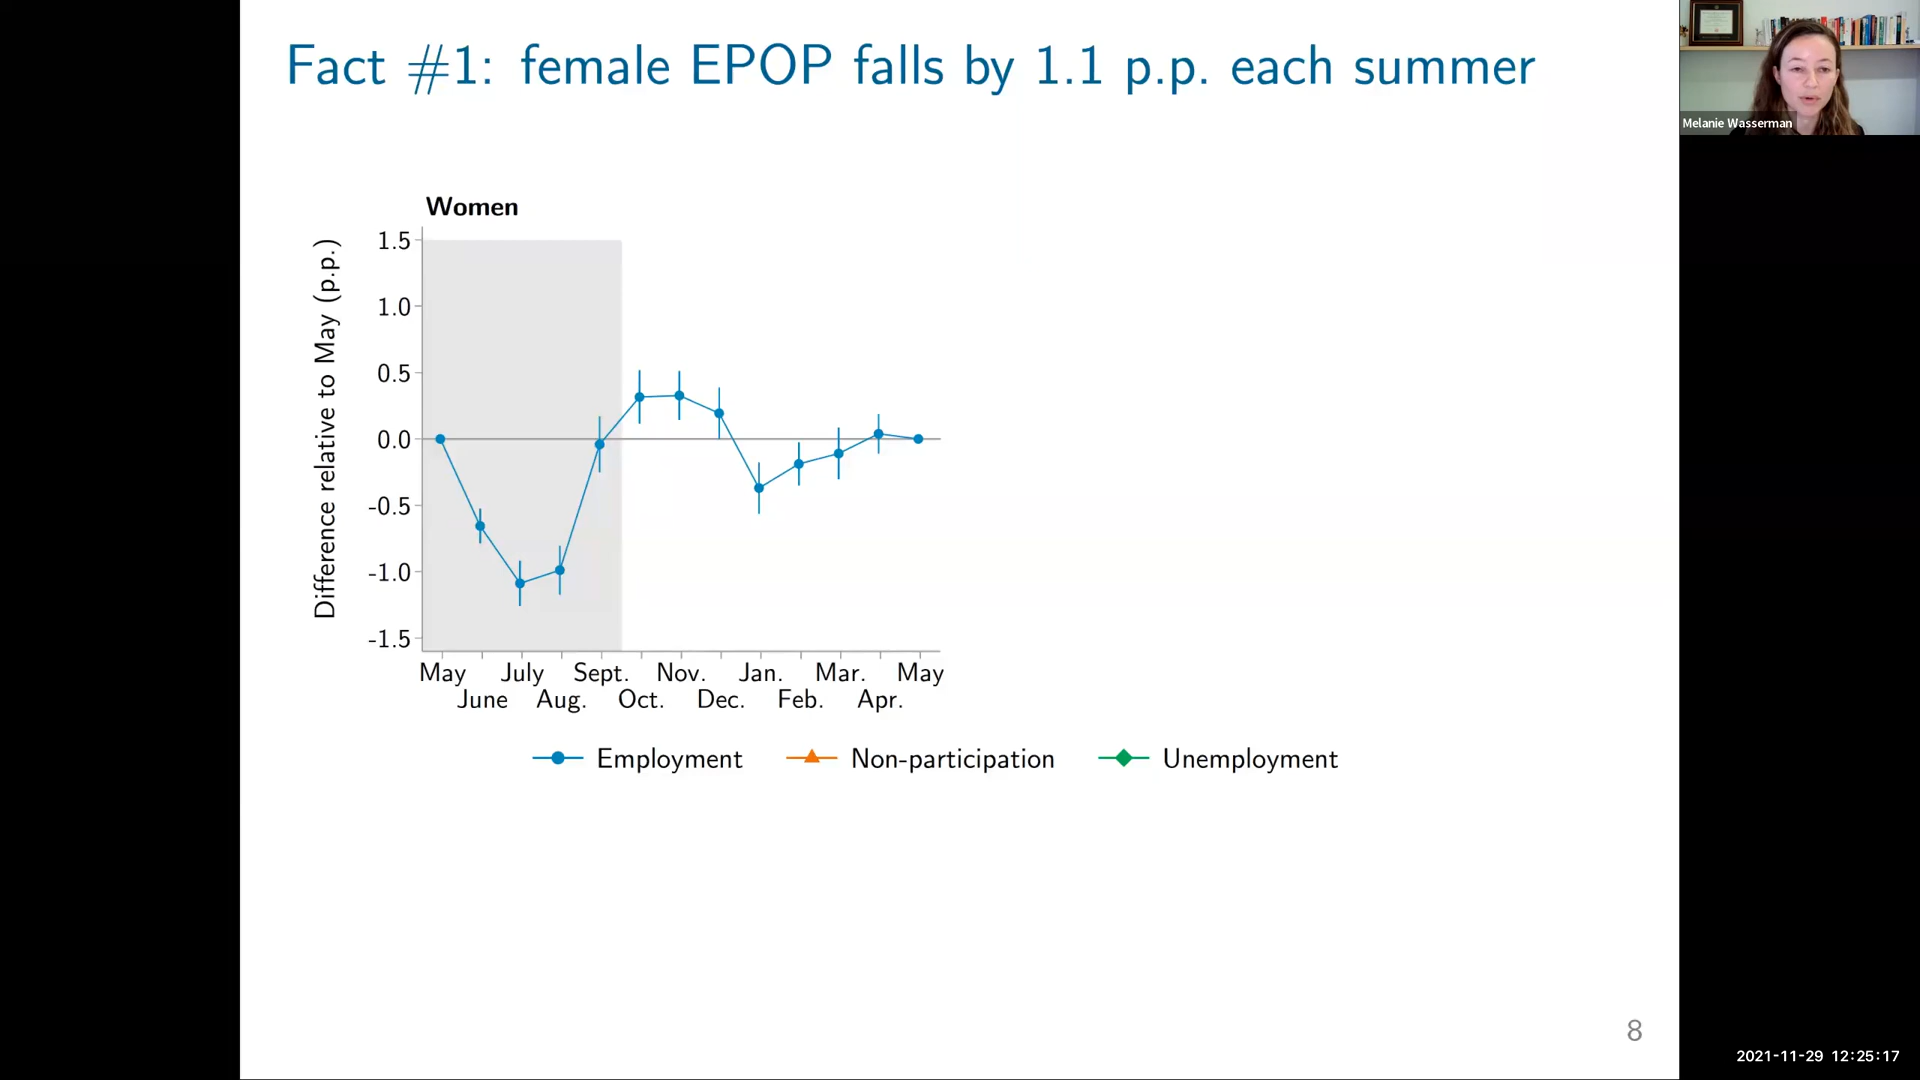 Fact #1: female EPOP falls by 1.1 p.p. each summer
Melanie Wasserman
Women
Difference relative to May (p.p.)
1.5
1.0
0.5
0.0
-0.5
-1.0
-1.5
May July Sept. Nov. Jan. Mar. May
June Aug. Oct. Dec. Feb. Apr.
Employment Non-participation Unemployment
8
2021-11-29 12:25:17